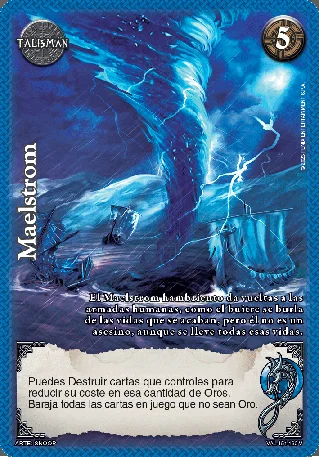 TALISMAN
5
Maelstrom
El Maelstrom hambriento da vueltas a las
armadas humanas, como el buitre se burla
de las vidas que se acaban, pero él no es un
asesino, aunque se lleve todas esas vidas.
Puedes Destruir cartas que controles para
reducir su coste en esa cantidad de Oros.
Baraja todas las cartas en juego que no sean Oro.